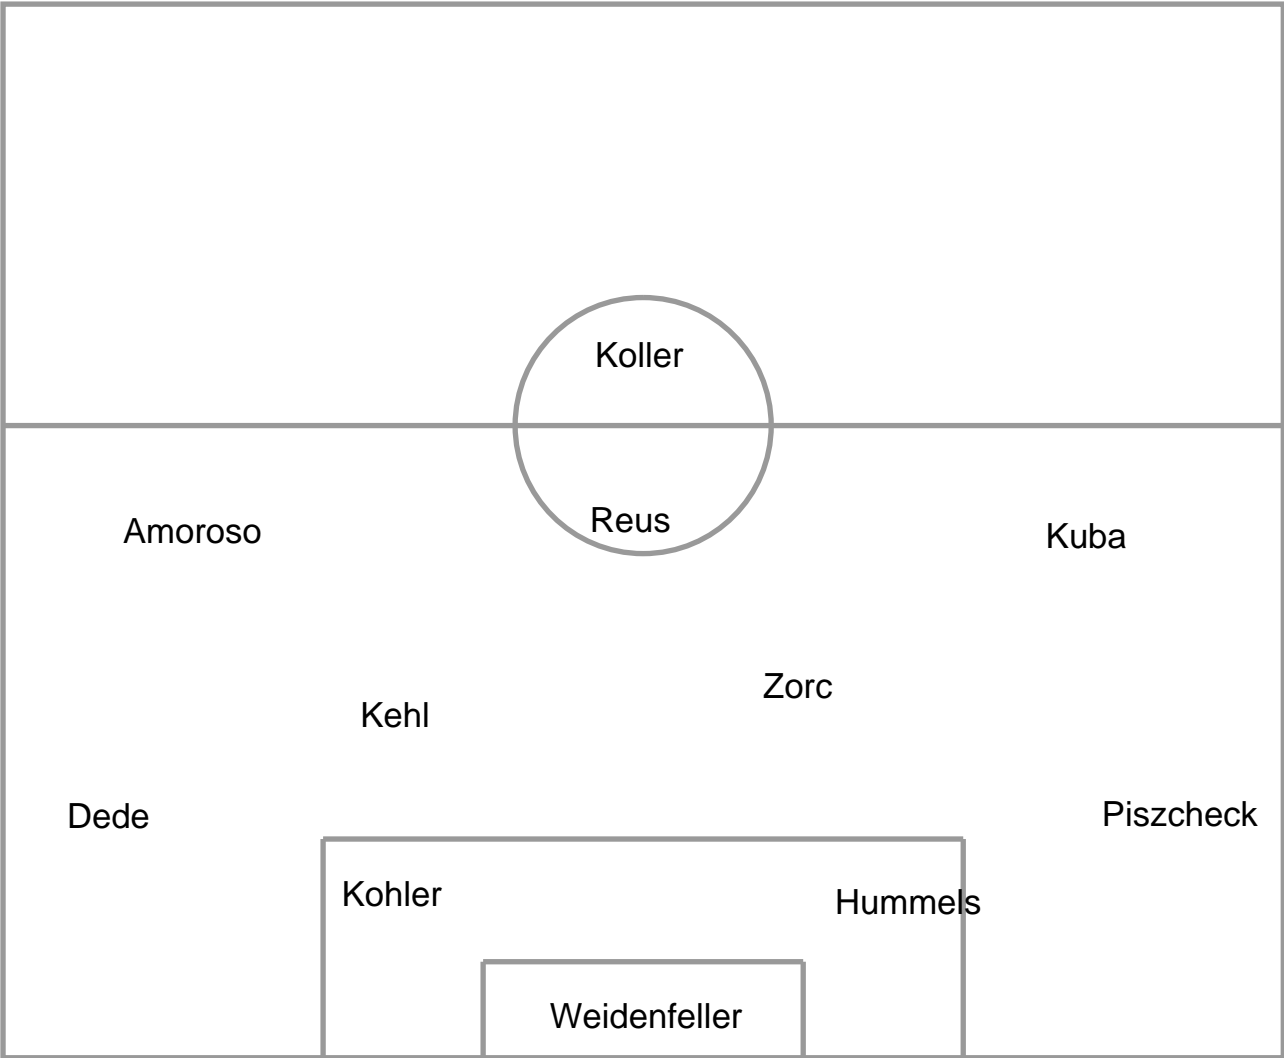 Koller
Reus
Amoroso
Kuba
Zorc
Kehl
Dede
Piszcheck
Kohler
Hummels
Weidenfeller